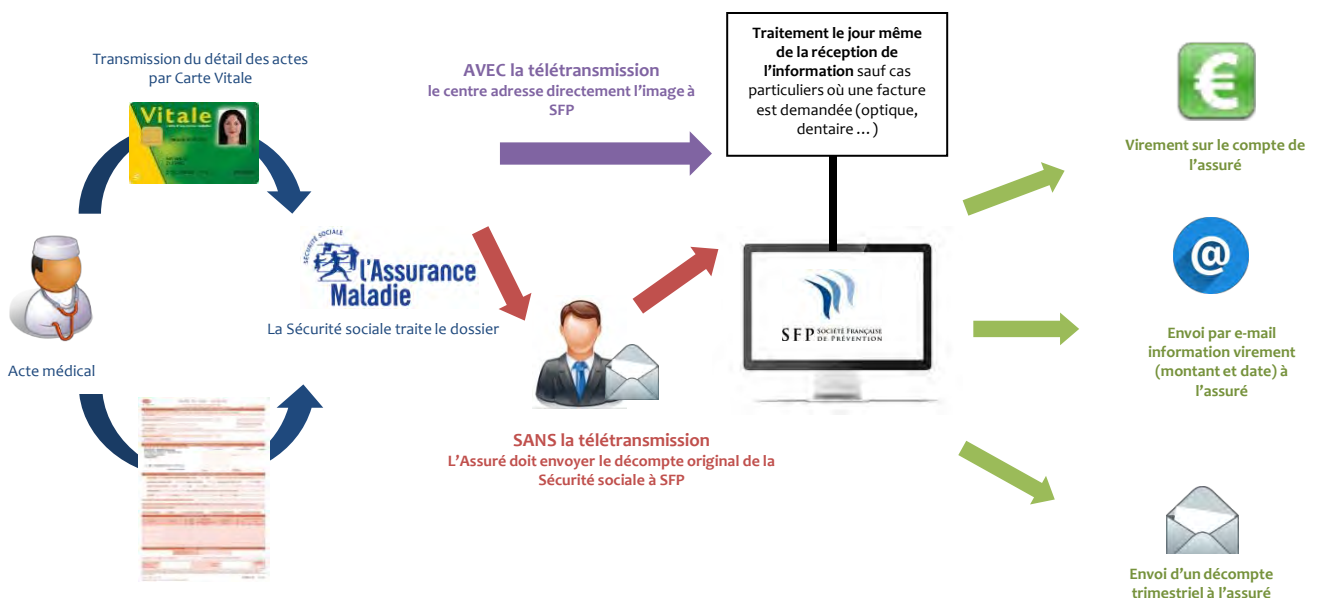 Transmission du détail des actes
par Carte Vitale
Vitale
AVEC la télétransmission
le centre adresse directement l'image à
SFP
Traitement le jour même
de la réception de
l'information sauf cas
particuliers où une facture
est demandée (optique,
dentaire ...)
€
Virement sur le compte de
l'assuré
SÉCURITÉ SOCIALE
l'Assurance
Maladie
La Sécurité sociale traite le dossier
Acte médical
SFP SOCIÉTÉ FRANÇAISE
DE PRÉVENTION
@
Envoi par e-mail
information virement
(montant et date) à
l'assuré
SANS la télétransmission
L'Assuré doit envoyer le décompte original de la
Sécurité sociale à SFP
Envoi d'un décompte
trimestriel à l'assuré